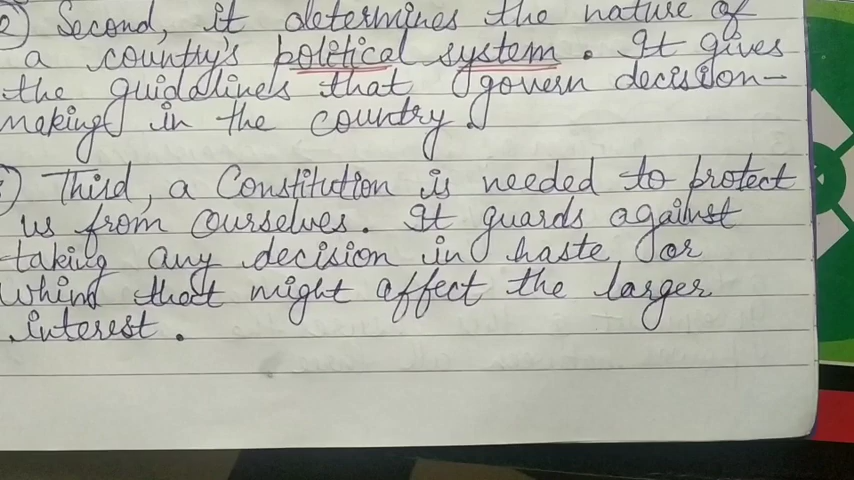 2) Second, it determines the nature of
a country's political system. It gives
the guidelines that govern decision-
making in the country.
Third, a Constitution is needed to protect
us from ourselves. It guards against
taking any decision in haste or
that might affect the larger
interest.